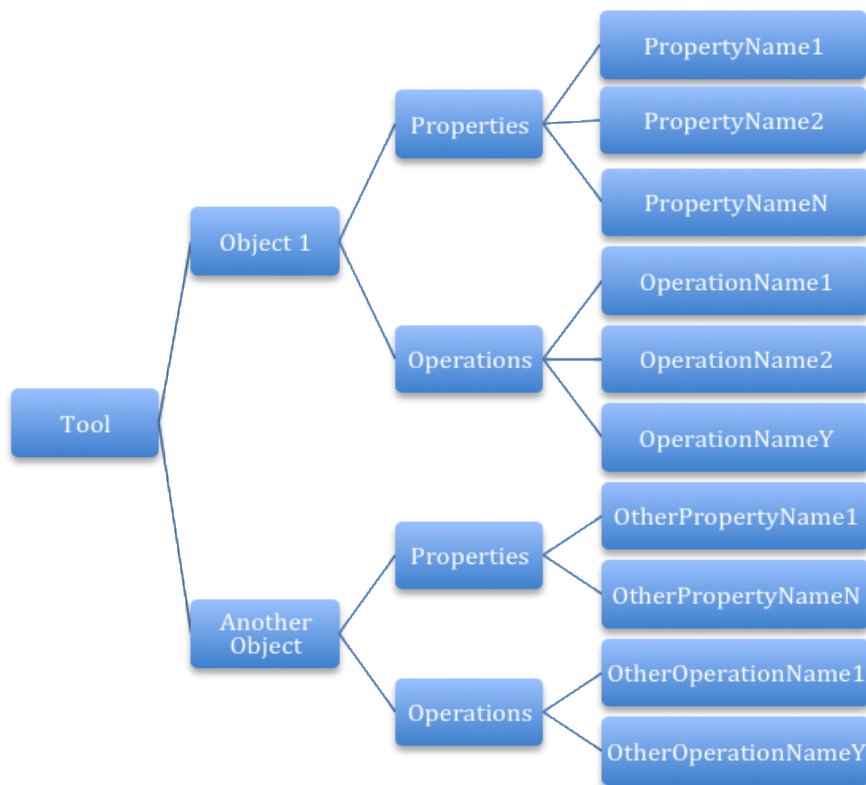 PropertyName1
Properties
PropertyName2
PropertyNameN
Object 1
OperationName1
Operations
OperationName2
OperationNameY
Tool
OtherPropertyName1
Properties
OtherPropertyNameN
Another
Object
OtherOperationName1
Operations
OtherOperationNameY